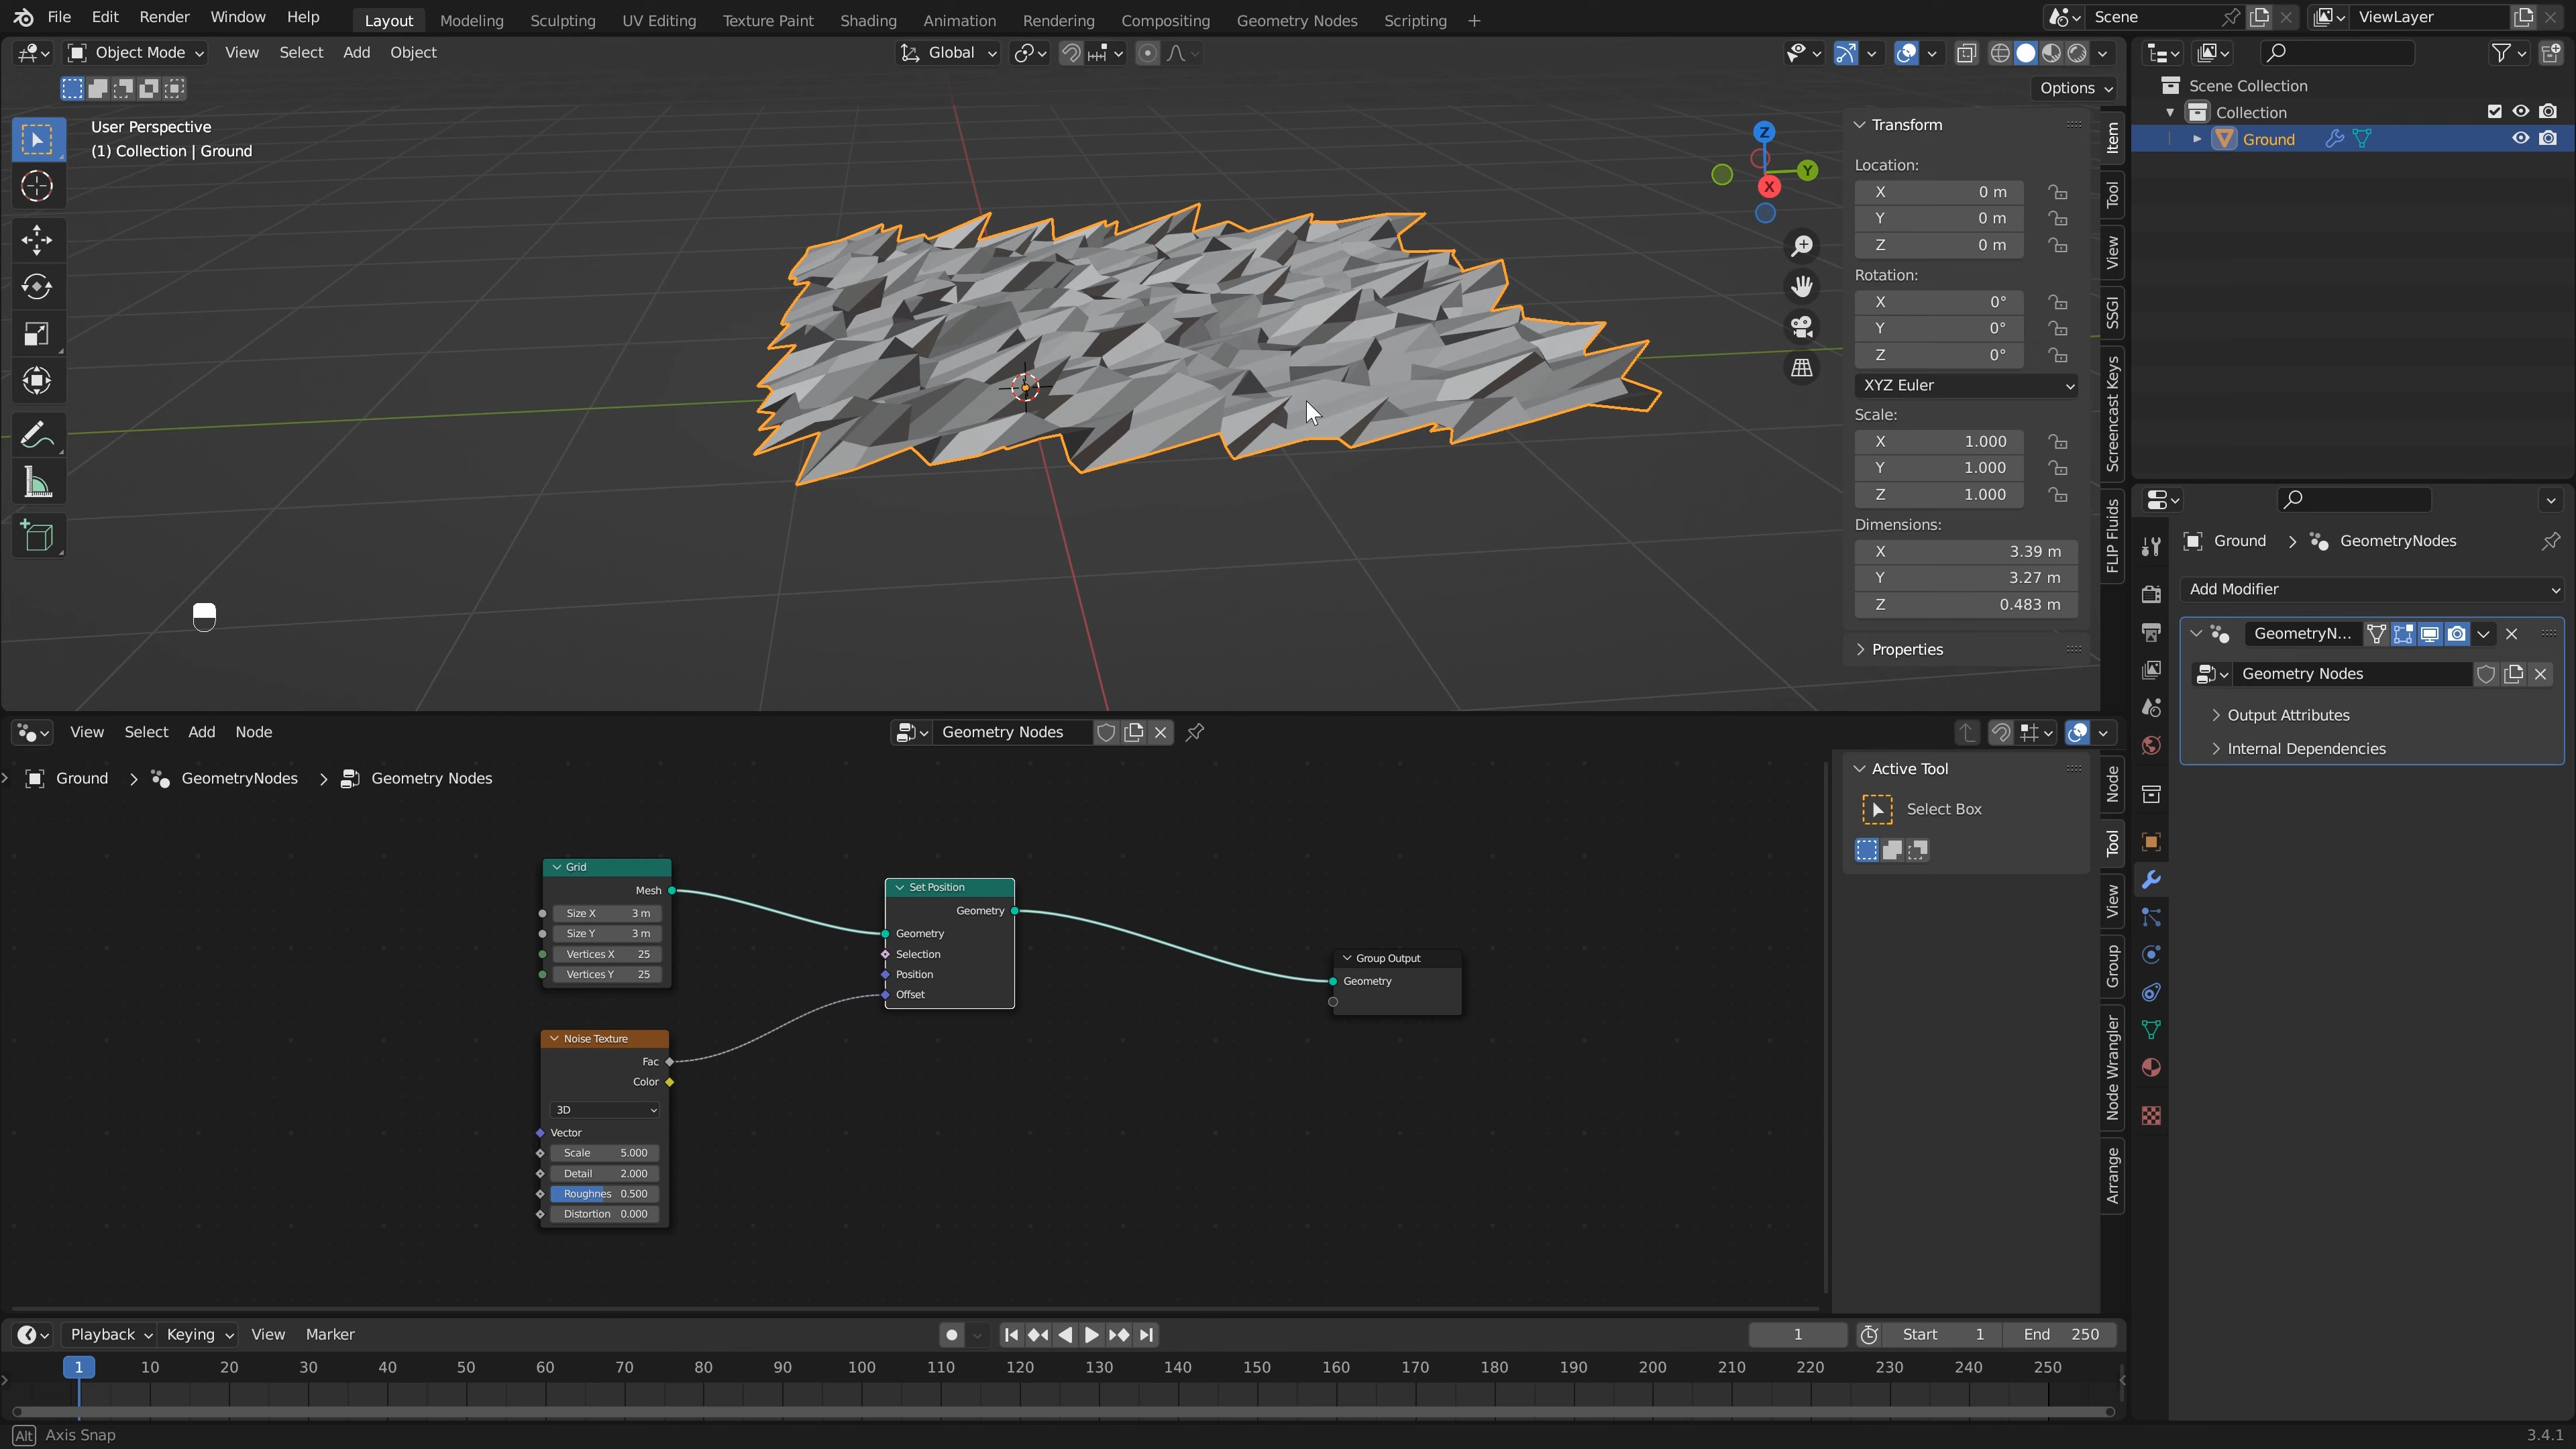 File Edit Render Window Help
Layout Modeling Sculpting UV Editing Texture Paint Shading Animation Rendering Compositing Geometry Nodes Scripting +
Scene
ViewLayer
Object Mode View Select Add Object
Global
Options
User Perspective
(1) Collection | Ground
Z
Y
X
Transform
Location:
X 0 m
Y 0 m
Z 0 m
Rotation:
X 0°
Y 0°
Z 0°
XYZ Euler
Scale:
X 1.000
Y 1.000
Z 1.000
Dimensions:
X 3.39 m
Y 3.27 m
Z 0.483 m
Properties
Item
Tool
View
SSGI
Screencast Keys
FLIP Fluids
Scene Collection
Collection
Ground
Ground GeometryNodes
Add Modifier
GeometryN...
Geometry Nodes
Output Attributes
Internal Dependencies
View Select Add Node
Geometry Nodes
Ground GeometryNodes Geometry Nodes
Grid
Mesh
Size X 3 m
Size Y 3 m
Vertices X 25
Vertices Y 25
Set Position
Geometry
Geometry
Selection
Position
Offset
Group Output
Geometry
Noise Texture
Fac
Color
3D
Vector
Scale 5.000
Detail 2.000
Roughnes 0.500
Distortion 0.000
Active Tool
Select Box
Node
Tool
View
Group
Node Wrangler
Arrange
Playback Keying View Marker
1
Start 1
End 250
1 10 20 30 40 50 60 70 80 90 100 110 120 130 140 150 160 170 180 190 200 210 220 230 240 250
Alt Axis Snap
3.4.1